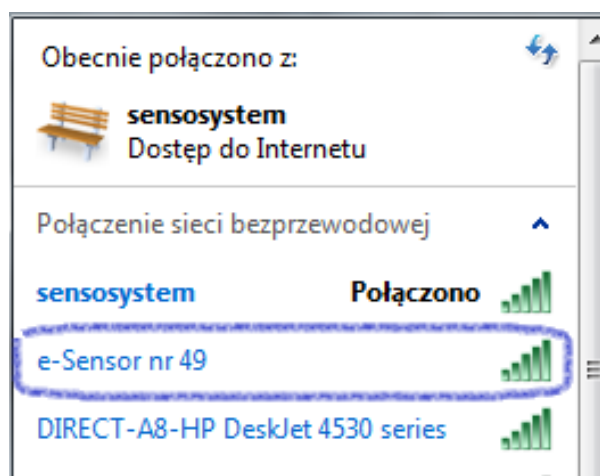 Obecnie połączono z:
sensosystem
Dostęp do Internetu
Połączenie sieci bezprzewodowej
sensosystem Połączono
e-Sensor nr 49
DIRECT-A8-HP DeskJet 4530 series